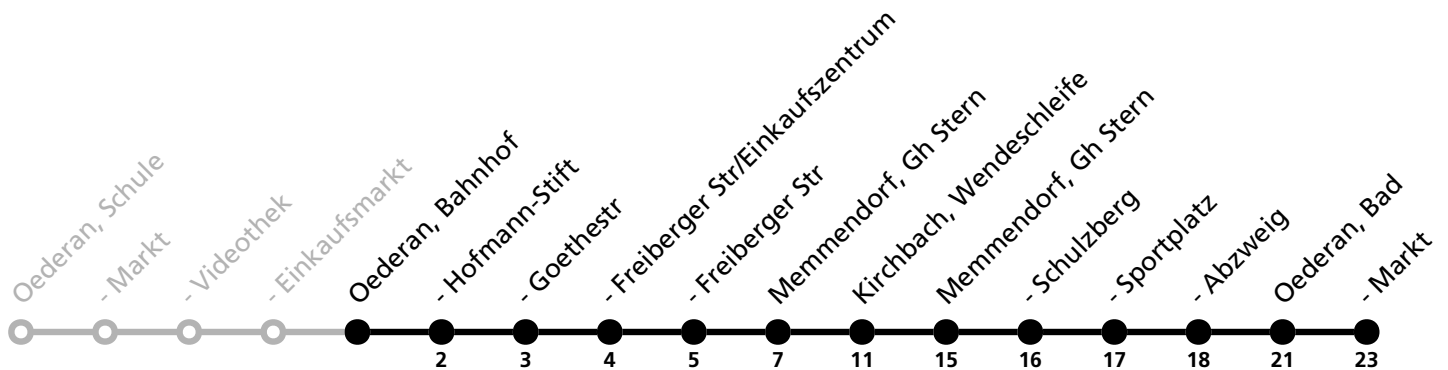 Oederan, Schule
- Markt
- Videothek
- Einkaufsmarkt
Oederan, Bahnhof
- Hofmann-Stift
- Goethestr
- Freiberger Str/Einkaufszentrum
- Freiberger Str
Memmendorf, Gh Stern
Kirchbach, Wendeschleife
Memmendorf, Gh Stern
- Schulzberg
- Sportplatz
- Abzweig
Oederan, Bad
- Markt
2 3 4 5 7 11 15 16 17 18 21 23